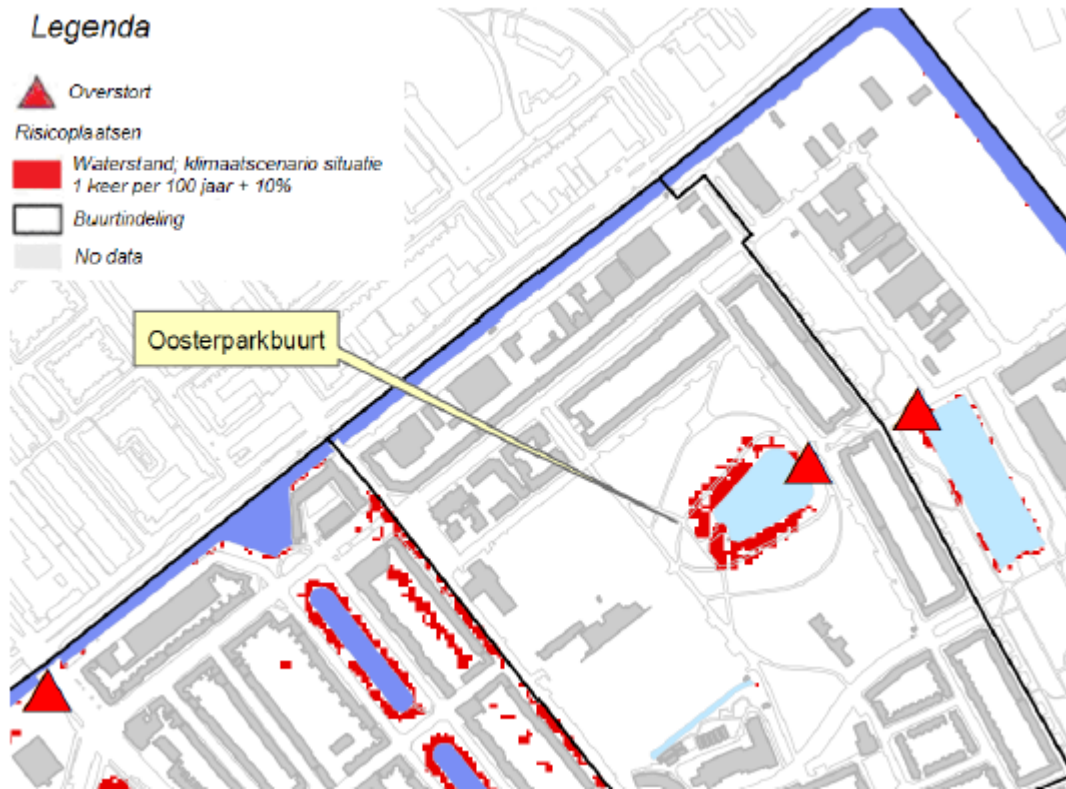 Legenda
Overstort
Risicoplaatsen
Waterstand; klimaatscenario situatie
1 keer per 100 jaar + 10%
Buurtindeling
No data
Oosterparkbuurt